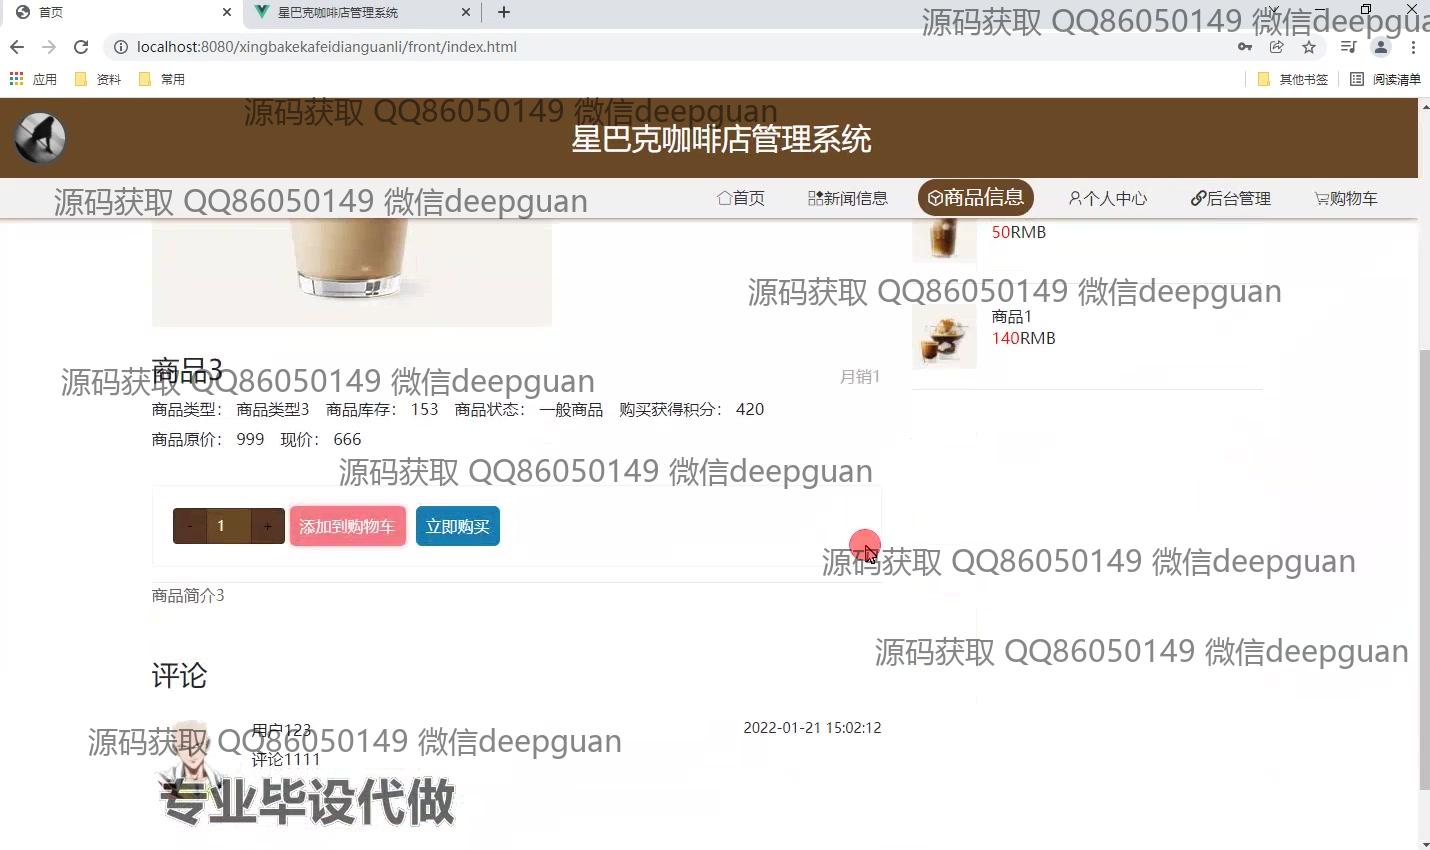 首页
星巴克咖啡店管理系统
源码获取 QQ86050149 微信deepgua
localhost:8080/xingbakekafeidianguanli/front/index.html
应用 资料 常用 其他书签 阅读清单
源码获取 QQ86050149 微信deepguan
星巴克咖啡店管理系统
源码获取 QQ86050149 微信deepguan
首页 新闻信息 商品信息 个人中心 后台管理 购物车
50RMB
源码获取 QQ86050149 微信deepguan
商品1
140RMB
商品3
月销1
源码获取 QQ86050149 微信deepguan
商品类型： 商品类型3 商品库存： 153 商品状态： 一般商品 购买获得积分： 420
商品原价： 999 现价： 666
源码获取 QQ86050149 微信deepguan
- 1 + 添加到购物车 立即购买
源码获取 QQ86050149 微信deepguan
商品简介3
源码获取 QQ86050149 微信deepguan
评论
用户123 2022-01-21 15:02:12
源码获取 QQ86050149 微信deepguan
评论1111
专业毕设代做